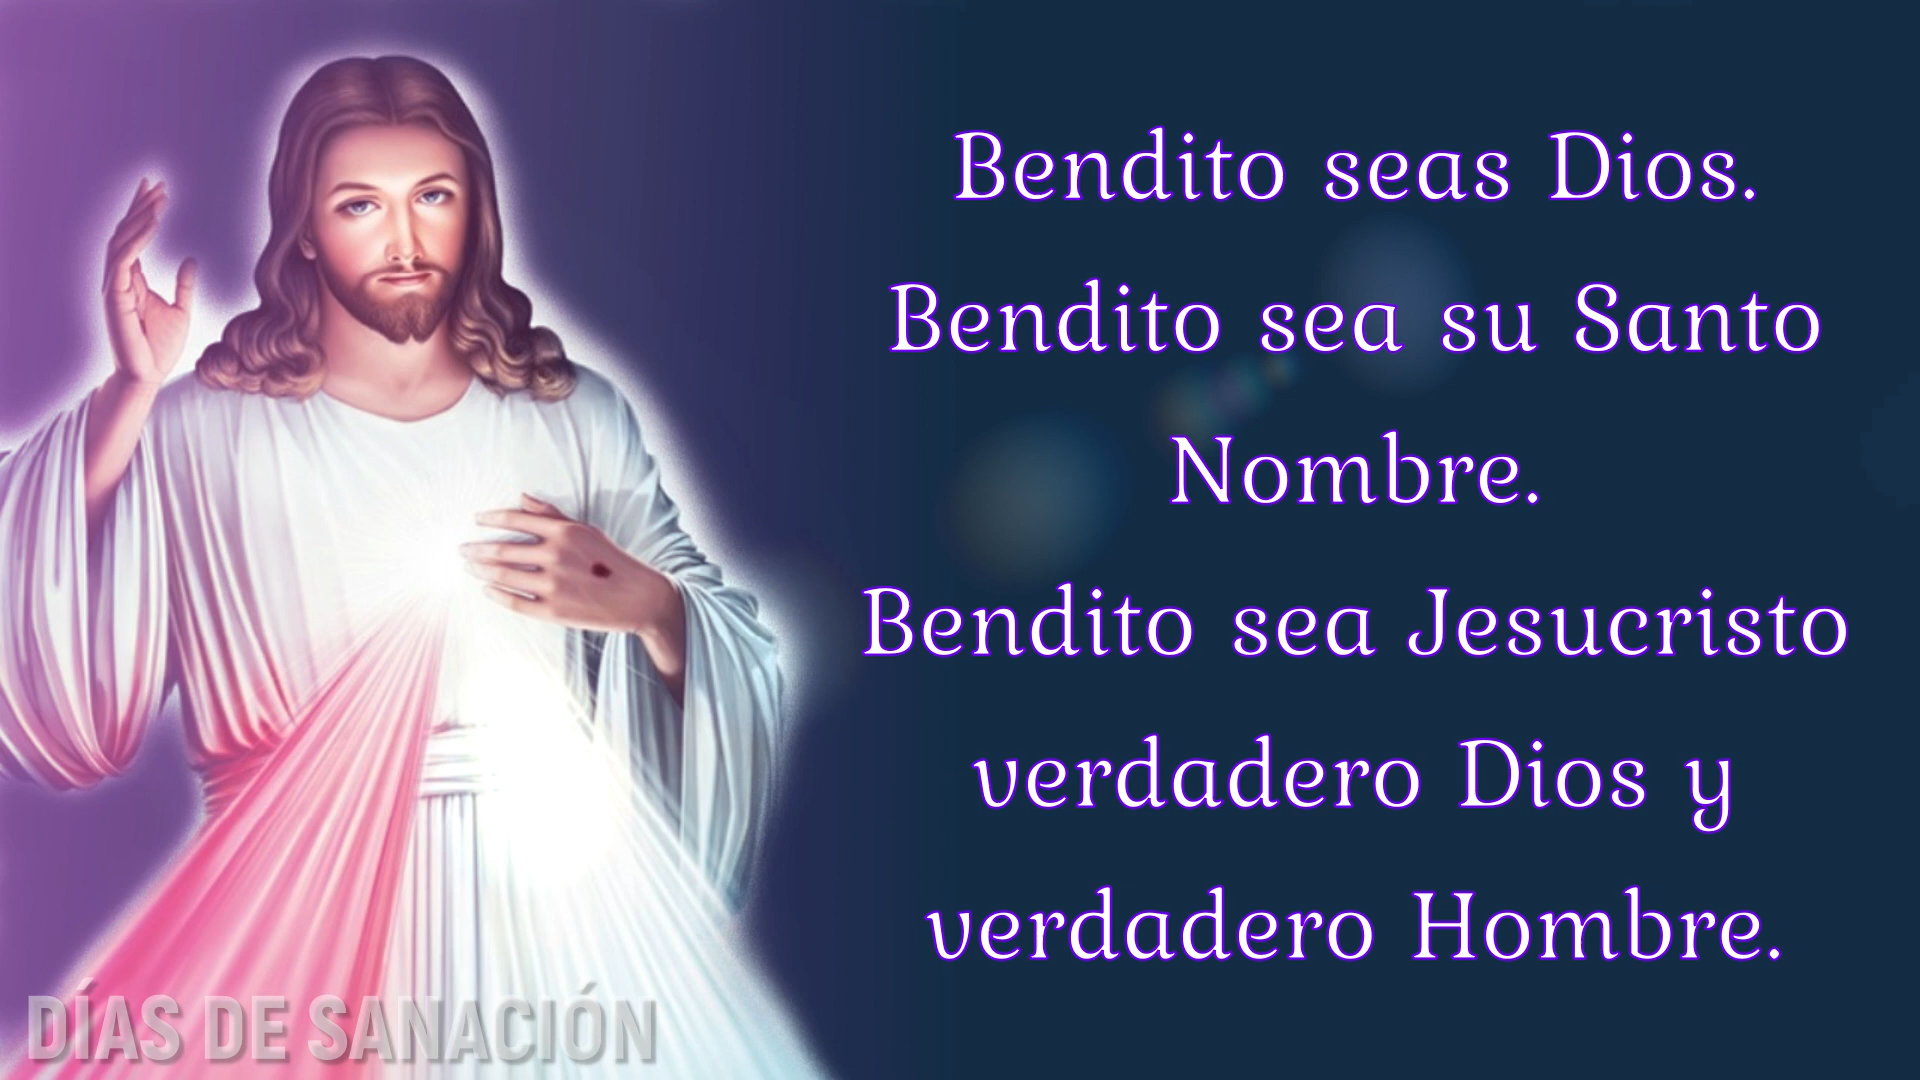 Bendito seas Dios.
Bendito sea su Santo
Nombre.
Bendito sea Jesucristo
verdadero Dios y
verdadero Hombre.
DÍAS DE SANACIÓN